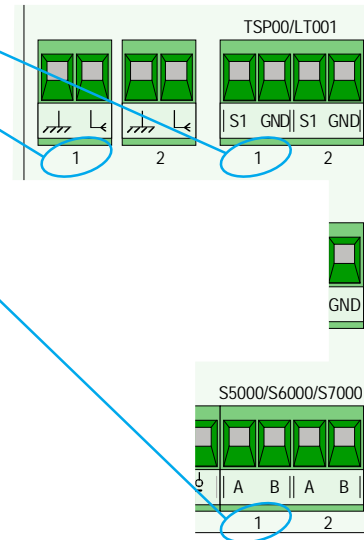 TSP00/LT001
S1 GND S1 GND
1 2 1 2
GND
S5000/S6000/S7000
A B A B
1 2